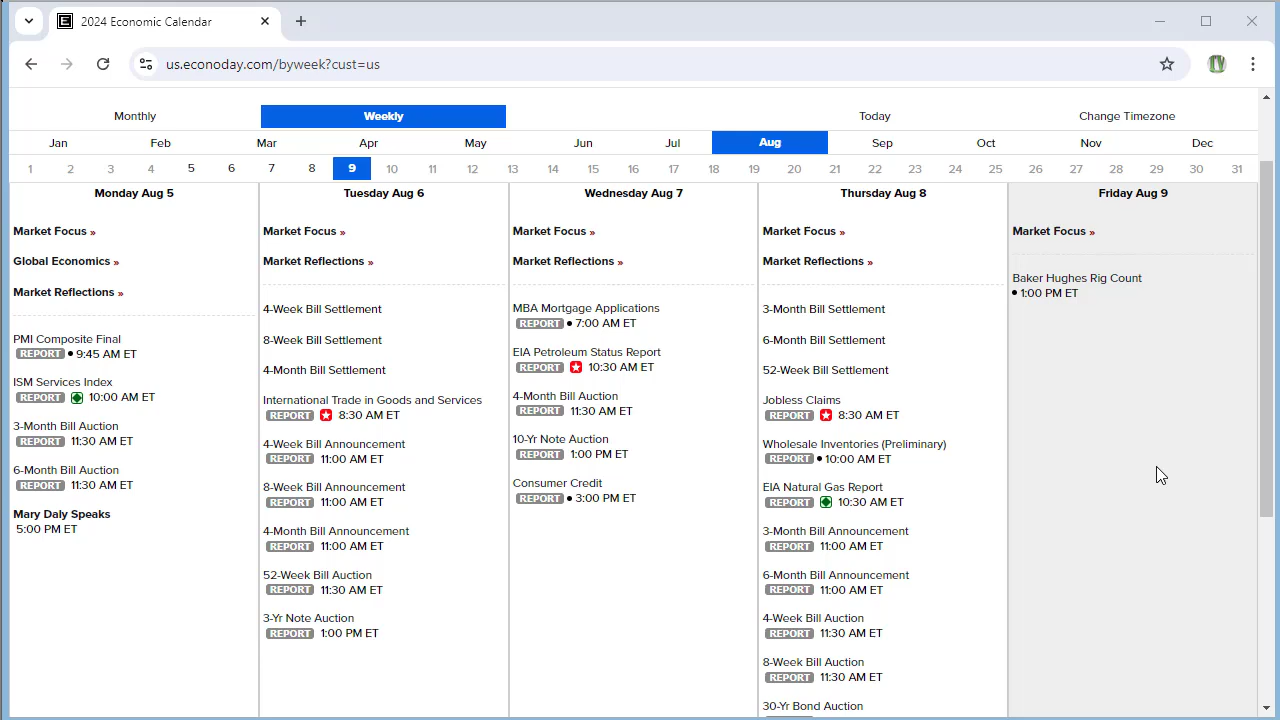 2024 Economic Calendar
us.econoday.com/byweek?cust=us
Monthly Weekly Today Change Timezone
Jan Feb Mar Apr May Jun Jul Aug Sep Oct Nov Dec
1 2 3 4 5 6 7 8 9 10 11 12 13 14 15 16 17 18 19 20 21 22 23 24 25 26 27 28 29 30 31
Monday Aug 5
Market Focus »
Global Economics »
Market Reflections »
PMI Composite Final
REPORT • 9:45 AM ET
ISM Services Index
REPORT 10:00 AM ET
3-Month Bill Auction
REPORT 11:30 AM ET
6-Month Bill Auction
REPORT 11:30 AM ET
Mary Daly Speaks
5:00 PM ET
Tuesday Aug 6
Market Focus »
Market Reflections »
4-Week Bill Settlement
8-Week Bill Settlement
4-Month Bill Settlement
International Trade in Goods and Services
REPORT 8:30 AM ET
4-Week Bill Announcement
REPORT 11:00 AM ET
8-Week Bill Announcement
REPORT 11:00 AM ET
4-Month Bill Announcement
REPORT 11:00 AM ET
52-Week Bill Auction
REPORT 11:30 AM ET
3-Yr Note Auction
REPORT 1:00 PM ET
Wednesday Aug 7
Market Focus »
Market Reflections »
MBA Mortgage Applications
REPORT • 7:00 AM ET
EIA Petroleum Status Report
REPORT 10:30 AM ET
4-Month Bill Auction
REPORT 11:30 AM ET
10-Yr Note Auction
REPORT 1:00 PM ET
Consumer Credit
REPORT • 3:00 PM ET
Thursday Aug 8
Market Focus »
Market Reflections »
3-Month Bill Settlement
6-Month Bill Settlement
52-Week Bill Settlement
Jobless Claims
REPORT 8:30 AM ET
Wholesale Inventories (Preliminary)
REPORT • 10:00 AM ET
EIA Natural Gas Report
REPORT 10:30 AM ET
3-Month Bill Announcement
REPORT 11:00 AM ET
6-Month Bill Announcement
REPORT 11:00 AM ET
4-Week Bill Auction
REPORT 11:30 AM ET
8-Week Bill Auction
REPORT 11:30 AM ET
30-Yr Bond Auction
Friday Aug 9
Market Focus »
Baker Hughes Rig Count
• 1:00 PM ET